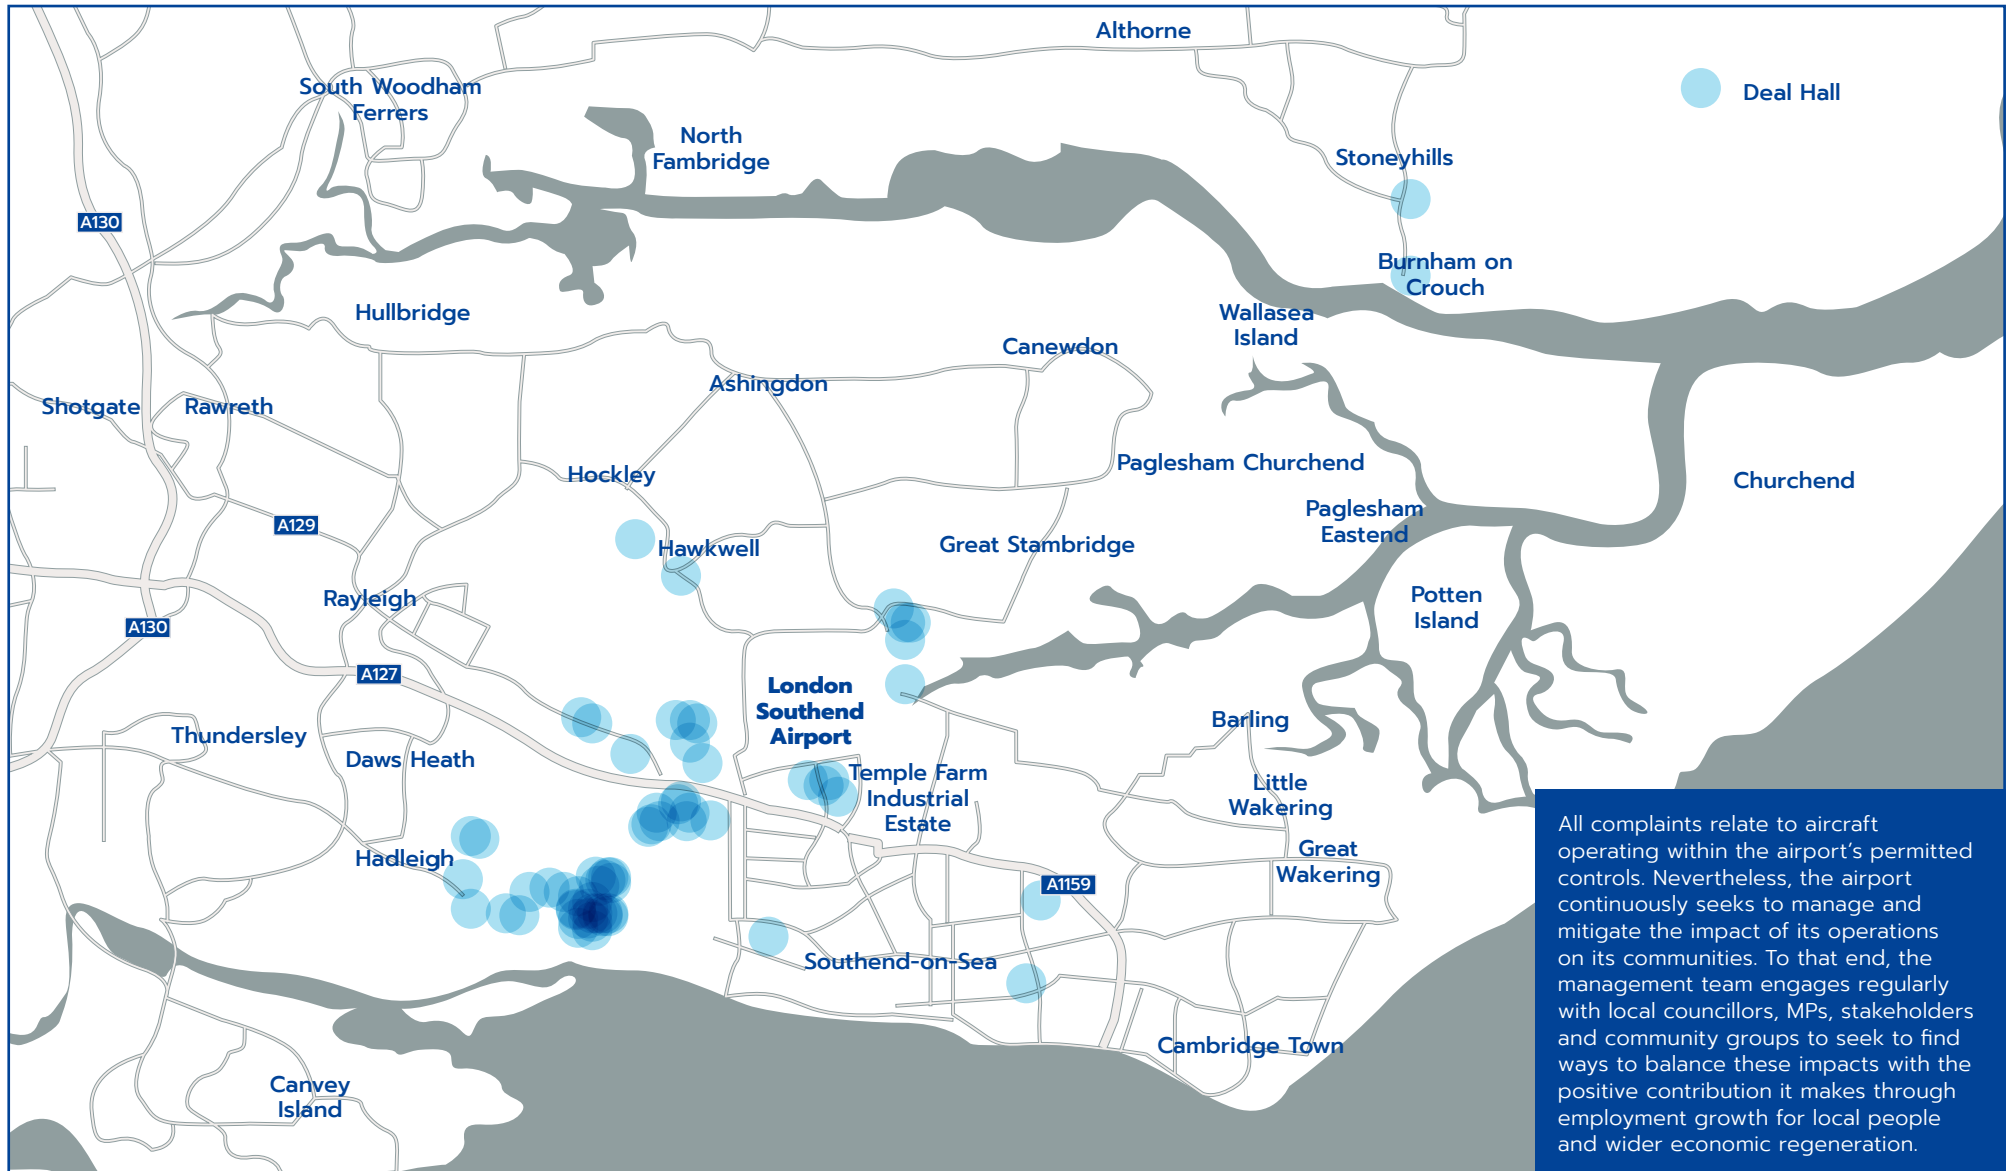 Althorne
South Woodham
Ferrers
Deal Hall
North
Fambridge
Stoneyhills
A130
Burnham on
Crouch
Hullbridge
Wallasea
Island
Canewdon
Ashingdon
Shotgate
Rawreth
Hockley
Paglesham Churchend
Churchend
Paglesham
Eastend
A129
Hawkwell
Great Stambridge
Rayleigh
Potten
Island
A130
A127
London
Southend
Airport
Barling
Thundersley
Daws Heath
Temple Farm
Industrial
Estate
Little
Wakering
Hadleigh
Great
Wakering
A1159
Southend-on-Sea
Cambridge Town
Canvey
Island
All complaints relate to aircraft
operating within the airport’s permitted
controls. Nevertheless, the airport
continuously seeks to manage and
mitigate the impact of its operations
on its communities. To that end, the
management team engages regularly
with local councillors, MPs, stakeholders
and community groups to seek to find
ways to balance these impacts with the
positive contribution it makes through
employment growth for local people
and wider economic regeneration.